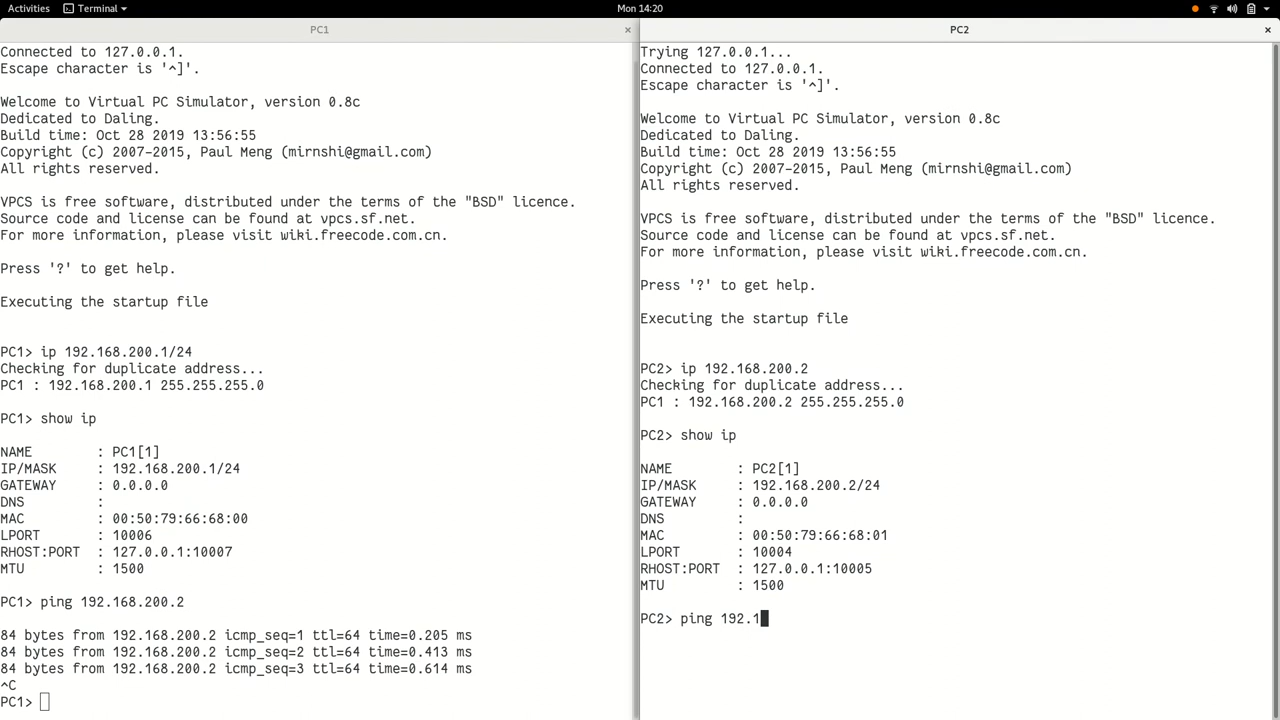 Activities Terminal Mon 14:20
PC1
Connected to 127.0.0.1.
Escape character is '^]'.
Welcome to Virtual PC Simulator, version 0.8c
Dedicated to Daling.
Build time: Oct 28 2019 13:56:55
Copyright (c) 2007-2015, Paul Meng (mirnshi@gmail.com)
All rights reserved.
VPCS is free software, distributed under the terms of the "BSD" licence.
Source code and license can be found at vpcs.sf.net.
For more information, please visit wiki.freecode.com.cn.
Press '?' to get help.
Executing the startup file
PC1> ip 192.168.200.1/24
Checking for duplicate address...
PC1 : 192.168.200.1 255.255.255.0
PC1> show ip
NAME : PC1[1]
IP/MASK : 192.168.200.1/24
GATEWAY : 0.0.0.0
DNS :
MAC : 00:50:79:66:68:00
LPORT : 10006
RHOST:PORT : 127.0.0.1:10007
MTU : 1500
PC1> ping 192.168.200.2
84 bytes from 192.168.200.2 icmp_seq=1 ttl=64 time=0.205 ms
84 bytes from 192.168.200.2 icmp_seq=2 ttl=64 time=0.413 ms
84 bytes from 192.168.200.2 icmp_seq=3 ttl=64 time=0.614 ms
^C
PC1>
PC2
Trying 127.0.0.1...
Connected to 127.0.0.1.
Escape character is '^]'.
Welcome to Virtual PC Simulator, version 0.8c
Dedicated to Daling.
Build time: Oct 28 2019 13:56:55
Copyright (c) 2007-2015, Paul Meng (mirnshi@gmail.com)
All rights reserved.
VPCS is free software, distributed under the terms of the "BSD" licence.
Source code and license can be found at vpcs.sf.net.
For more information, please visit wiki.freecode.com.cn.
Press '?' to get help.
Executing the startup file
PC2> ip 192.168.200.2
Checking for duplicate address...
PC1 : 192.168.200.2 255.255.255.0
PC2> show ip
NAME : PC2[1]
IP/MASK : 192.168.200.2/24
GATEWAY : 0.0.0.0
DNS :
MAC : 00:50:79:66:68:01
LPORT : 10004
RHOST:PORT : 127.0.0.1:10005
MTU : 1500
PC2> ping 192.1